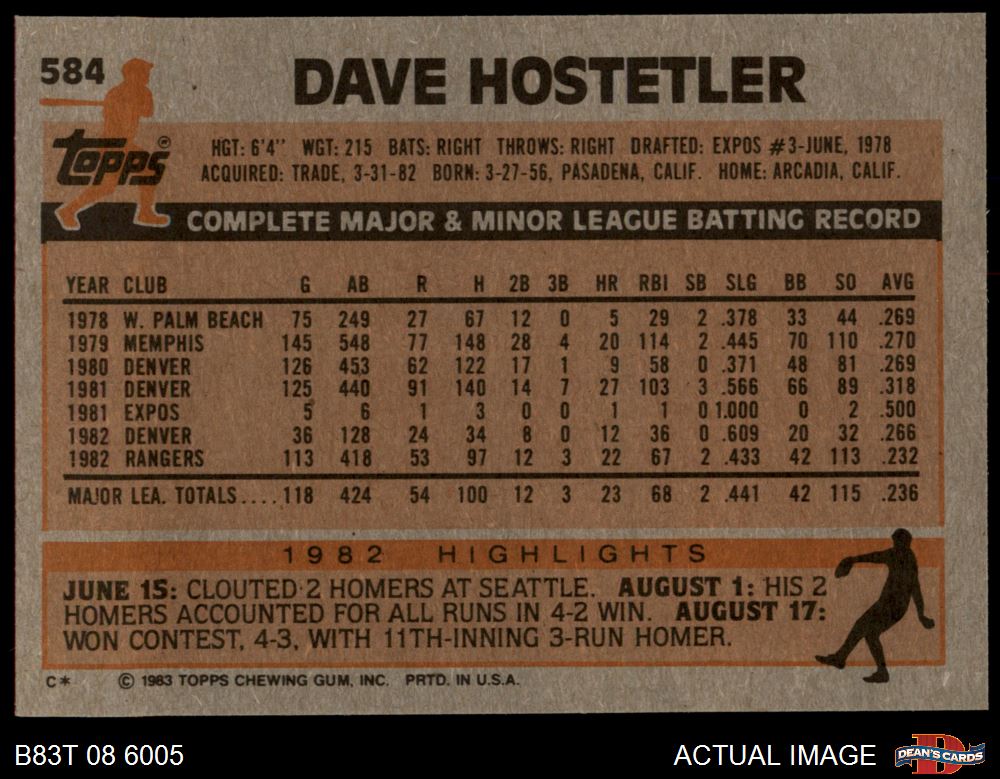 584
DAVE HOSTETLER
Topps®
HGT: 6'4" WGT: 215 BATS: RIGHT THROWS: RIGHT DRAFTED: EXPOS #3-JUNE, 1978
ACQUIRED: TRADE, 3-31-82 BORN: 3-27-56, PASADENA, CALIF. HOME: ARCADIA, CALIF.
COMPLETE MAJOR & MINOR LEAGUE BATTING RECORD
YEAR CLUB G AB R H 2B 3B HR RBI SB SLG BB SO AVG
1978 W. PALM BEACH 75 249 27 67 12 0 5 29 2 .378 33 44 .269
1979 MEMPHIS 145 548 77 148 28 4 20 114 2 .445 70 110 .270
1980 DENVER 126 453 62 122 17 1 9 58 0 .371 48 81 .269
1981 DENVER 125 440 91 140 14 7 27 103 3 .566 66 89 .318
1981 EXPOS 5 6 1 3 0 0 1 1 0 1.000 0 2 .500
1982 DENVER 36 128 24 34 8 0 12 36 0 .609 20 32 .266
1982 RANGERS 113 418 53 97 12 3 22 67 2 .433 42 113 .232
MAJOR LEA. TOTALS.... 118 424 54 100 12 3 23 68 2 .441 42 115 .236
1982 HIGHLIGHTS
JUNE 15: CLOUTED 2 HOMERS AT SEATTLE. AUGUST 1: HIS 2
HOMERS ACCOUNTED FOR ALL RUNS IN 4-2 WIN. AUGUST 17:
WON CONTEST, 4-3, WITH 11TH-INNING 3-RUN HOMER.
C* © 1983 TOPPS CHEWING GUM, INC. PRTD. IN U.S.A.
B83T 08 6005 ACTUAL IMAGE DEAN'S CARDS